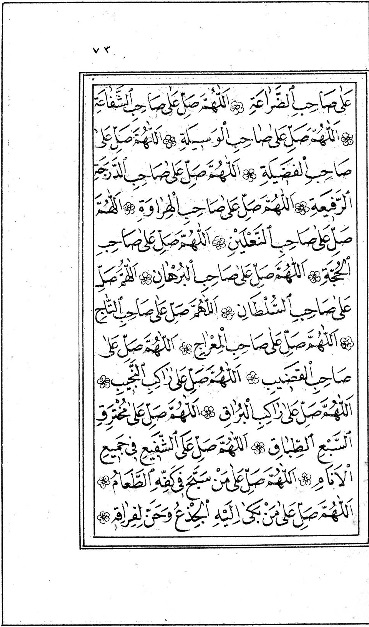 ٧٣
عَلٰى صَاحِبِ الضَّرَاعَةِ ۞ اَللّٰهُمَّ صَلِّ عَلٰى صَاحِبِ الشَّفَاعَةِ
۞ اَللّٰهُمَّ صَلِّ عَلٰى صَاحِبِ الْوَسِيلَةِ ۞ اَللّٰهُمَّ صَلِّ عَلٰى
صَاحِبِ الْفَضِيلَةِ ۞ اَللّٰهُمَّ صَلِّ عَلٰى صَاحِبِ الدَّرَجَةِ
الرَّفِيعَةِ ۞ اَللّٰهُمَّ صَلِّ عَلٰى صَاحِبِ الْهِرَاوَةِ ۞ اَللّٰهُمَّ
صَلِّ عَلٰى صَاحِبِ النَّعْلَيْنِ ۞ اَللّٰهُمَّ صَلِّ عَلٰى صَاحِبِ
الْحُجَّةِ ۞ اَللّٰهُمَّ صَلِّ عَلٰى صَاحِبِ الْبُرْهَانِ ۞ اَللّٰهُمَّ صَلِّ
عَلٰى صَاحِبِ السُّلْطَانِ ۞ اَللّٰهُمَّ صَلِّ عَلٰى صَاحِبِ التَّاجِ
۞ اَللّٰهُمَّ صَلِّ عَلٰى صَاحِبِ الْمِعْرَاجِ ۞ اَللّٰهُمَّ صَلِّ عَلٰى
صَاحِبِ الْقَضِيبِ ۞ اَللّٰهُمَّ صَلِّ عَلٰى رَاكِبِ النَّجِيبِ ۞
اَللّٰهُمَّ صَلِّ عَلٰى رَاكِبِ الْبُرَاقِ ۞ اَللّٰهُمَّ صَلِّ عَلٰى مُخْتَرِقِ
السَّبْعِ الطِّبَاقِ ۞ اَللّٰهُمَّ صَلِّ عَلَى الشَّفِيعِ فِي جَمِيعِ
الْاَنَامِ ۞ اَللّٰهُمَّ صَلِّ عَلٰى مَنْ سَبَّحَ فِي كَفِّهِ الطَّعَامُ ۞
اَللّٰهُمَّ صَلِّ عَلٰى مَنْ بَكٰى اِلَيْهِ الْجِذْعُ وَحَنَّ لِفِرَاقِهِ ۞